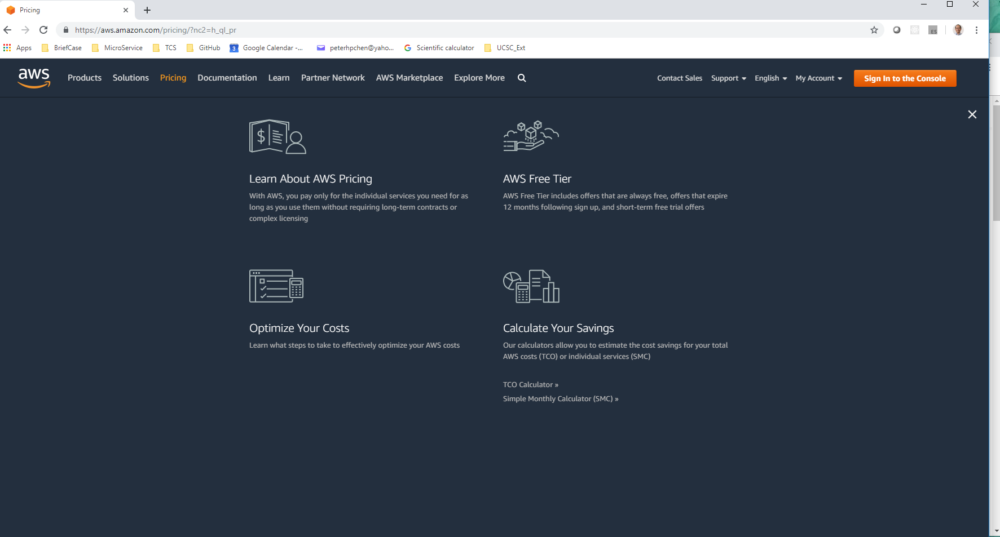 Pricing
https://aws.amazon.com/pricing/?nc2=h_ql_pr
ES
Apps BriefCase MicroService TCS GitHub 3 Google Calendar -... peterhpchen@yaho... G Scientific calculator UCSC_Ext
aws Products Solutions Pricing Documentation Learn Partner Network AWS Marketplace Explore More Contact Sales Support English My Account Sign In to the Console
$
Learn About AWS Pricing
With AWS, you pay only for the individual services you need for as
long as you use them without requiring long-term contracts or
complex licensing
AWS Free Tier
AWS Free Tier includes offers that are always free, offers that expire
12 months following sign up, and short-term free trial offers
Optimize Your Costs
Learn what steps to take to effectively optimize your AWS costs
Calculate Your Savings
Our calculators allow you to estimate the cost savings for your total
AWS costs (TCO) or individual services (SMC)
TCO Calculator »
Simple Monthly Calculator (SMC) »